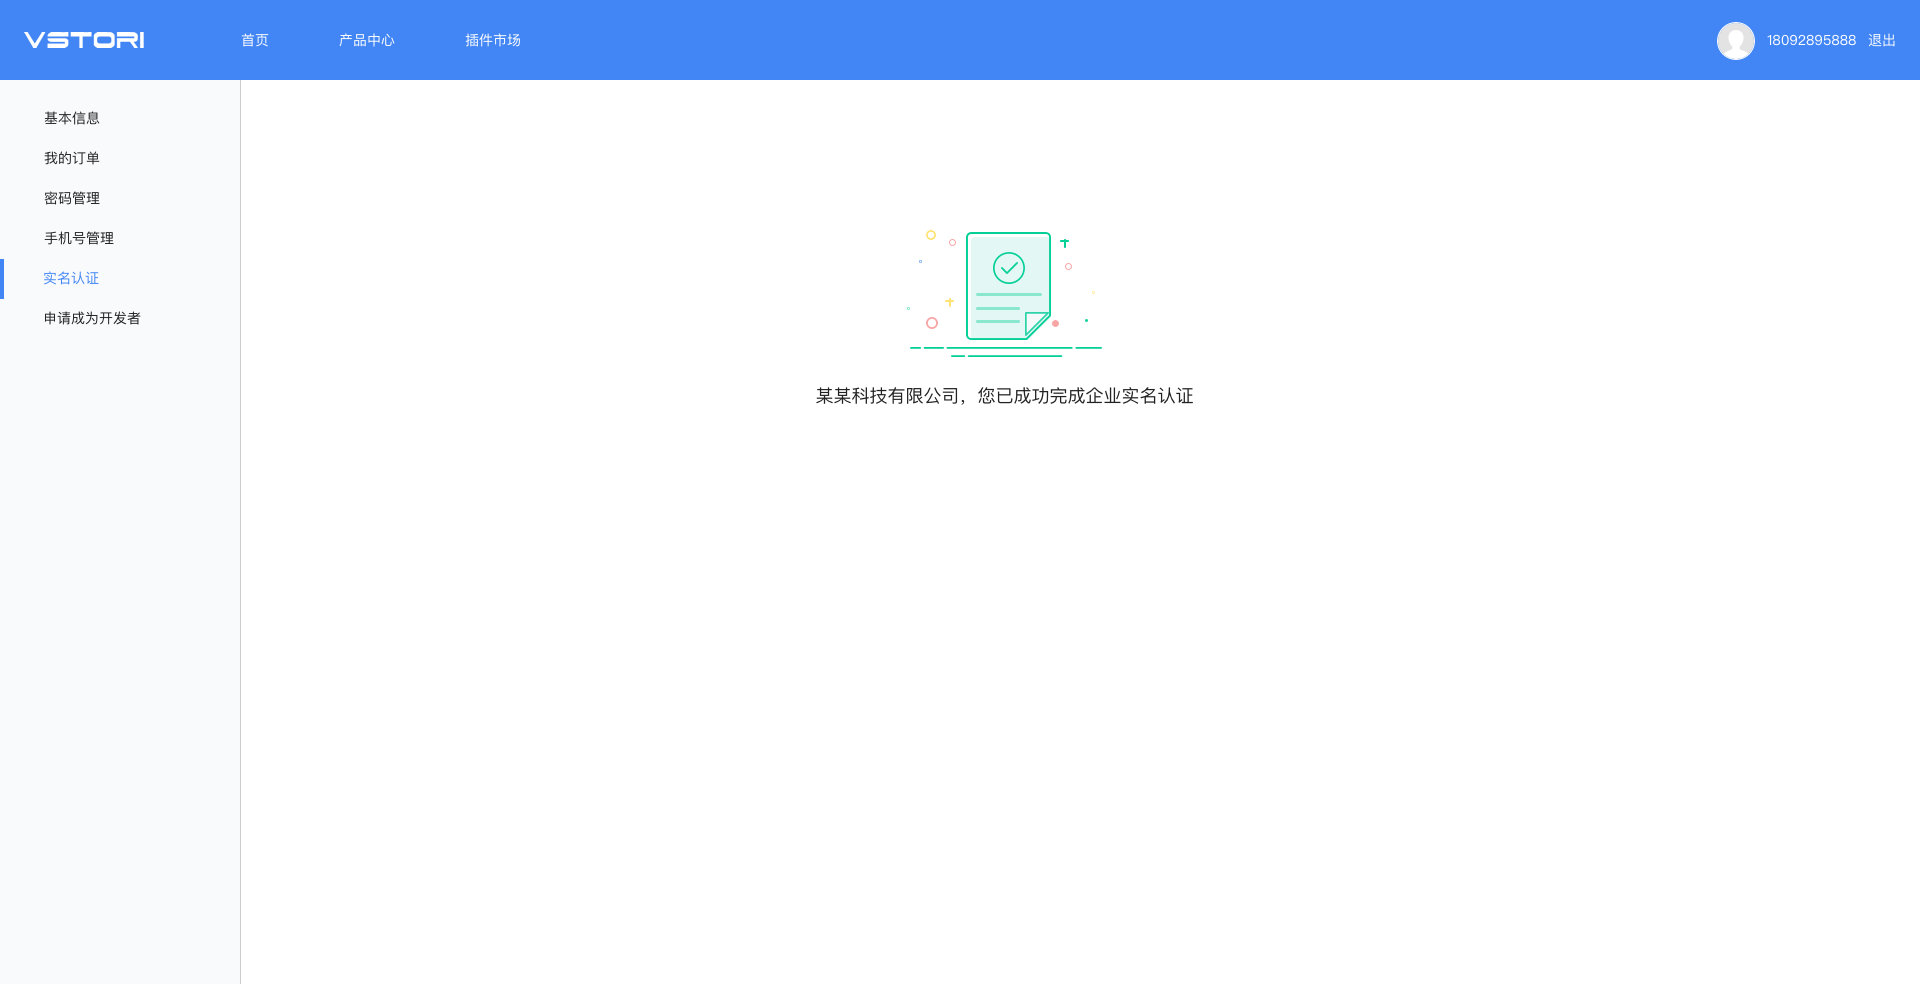 VSTORI
首页
产品中心
插件市场
18092895888
退出
基本信息
我的订单
密码管理
手机号管理
实名认证
申请成为开发者
某某科技有限公司，您已成功完成企业实名认证